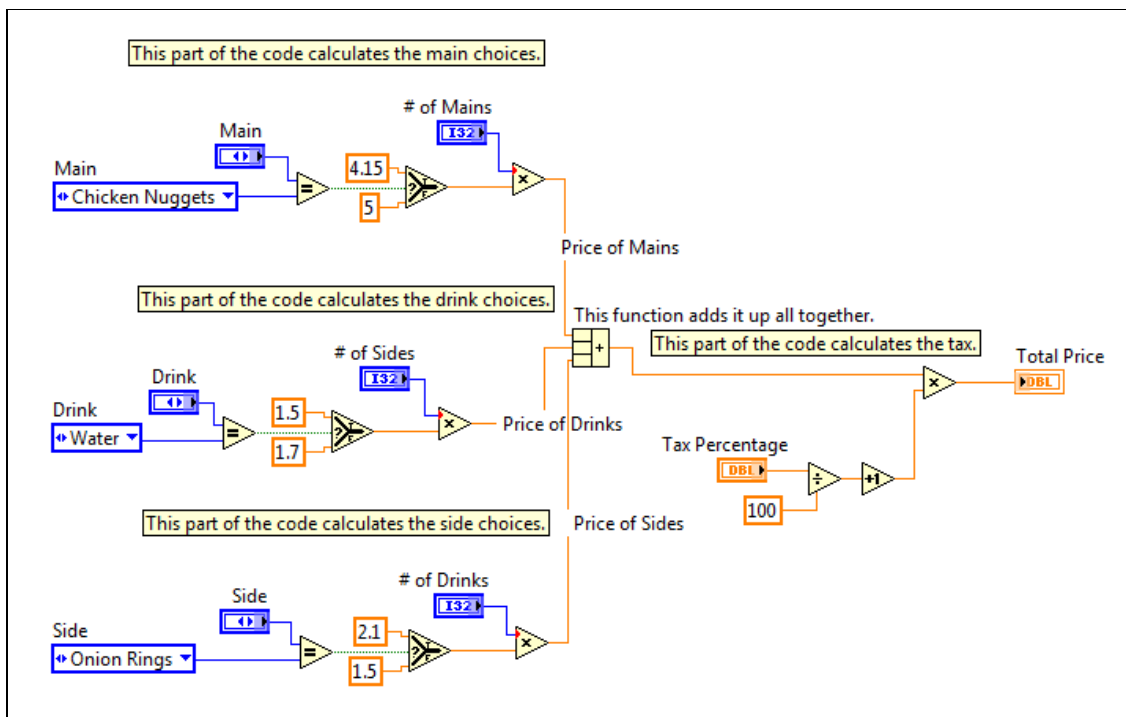 This part of the code calculates the main choices.
# of Mains
I32
Main
4.15
Main
Chicken Nuggets
=
?
T
F
×
5
Price of Mains
This part of the code calculates the drink choices.
This function adds it up all together.
+
This part of the code calculates the tax.
# of Sides
I32
Total Price
DBL
×
Drink
1.5
Drink
Water
=
?
T
F
×
1.7
Price of Drinks
Tax Percentage
DBL
÷
+1
100
This part of the code calculates the side choices.
Price of Sides
# of Drinks
I32
Side
2.1
Side
Onion Rings
=
?
T
F
×
1.5